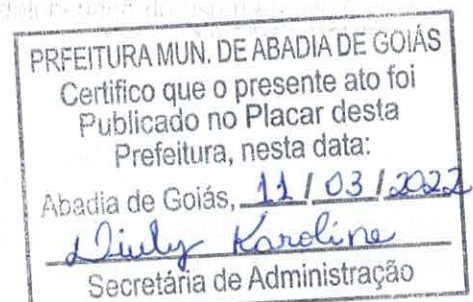 PREFEITURA MUN. DE ABADIA DE GOIÁS
Certifico que o presente ato foi
Publicado no Placar desta
Prefeitura, nesta data:
Abadia de Goiás, 11 / 03 / 2022
Karoline
Secretária de Administração